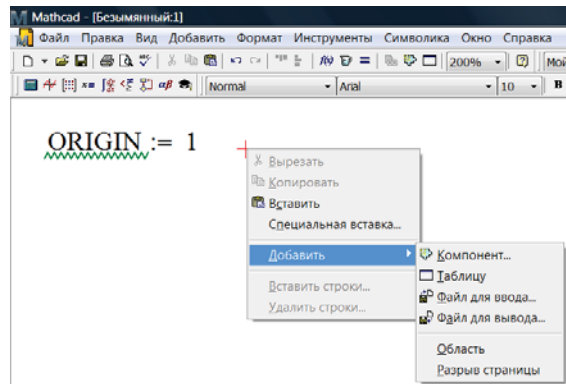 Mathcad - [Безымянный:1]
Файл Правка Вид Добавить Формат Инструменты Символика Окно Справка
200% Мой
Normal Arial 10 B
ORIGIN := 1
Вырезать
Копировать
Вставить
Специальная вставка...
Добавить
Вставить строки...
Удалить строки...
Компонент...
Таблицу
Файл для ввода...
Файл для вывода...
Область
Разрыв страницы